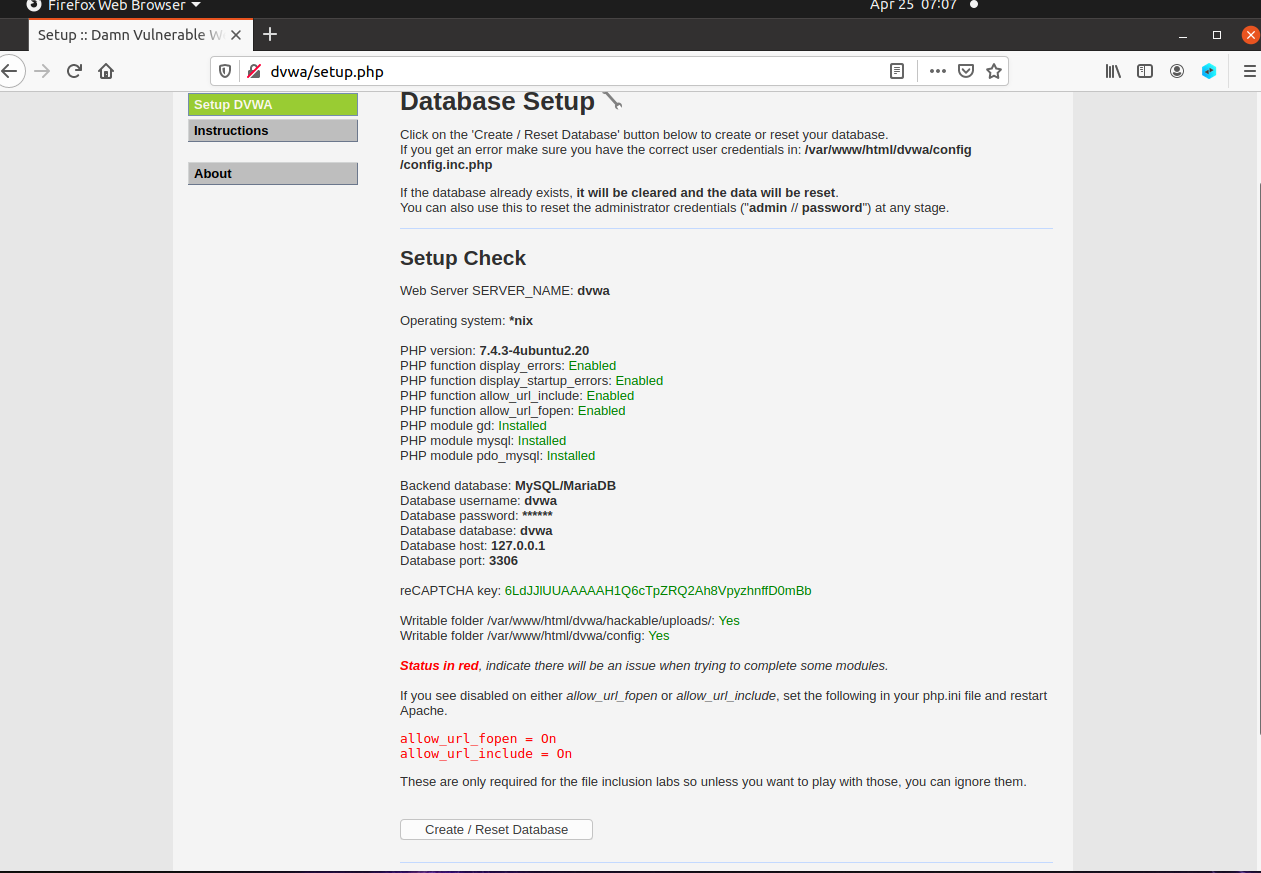 Firefox Web Browser
Apr 25 07:07
Setup :: Damn Vulnerable W
dvwa/setup.php
Setup DVWA
Instructions
About
Database Setup
Click on the 'Create / Reset Database' button below to create or reset your database.
If you get an error make sure you have the correct user credentials in: /var/www/html/dvwa/config
/config.inc.php
If the database already exists, it will be cleared and the data will be reset.
You can also use this to reset the administrator credentials ("admin // password") at any stage.
Setup Check
Web Server SERVER_NAME: dvwa
Operating system: *nix
PHP version: 7.4.3-4ubuntu2.20
PHP function display_errors: Enabled
PHP function display_startup_errors: Enabled
PHP function allow_url_include: Enabled
PHP function allow_url_fopen: Enabled
PHP module gd: Installed
PHP module mysql: Installed
PHP module pdo_mysql: Installed
Backend database: MySQL/MariaDB
Database username: dvwa
Database password: ******
Database database: dvwa
Database host: 127.0.0.1
Database port: 3306
reCAPTCHA key: 6LdJJlUUAAAAAH1Q6cTpZRQ2Ah8VpyzhnffD0mBb
Writable folder /var/www/html/dvwa/hackable/uploads/: Yes
Writable folder /var/www/html/dvwa/config: Yes
Status in red, indicate there will be an issue when trying to complete some modules.
If you see disabled on either allow_url_fopen or allow_url_include, set the following in your php.ini file and restart
Apache.
allow_url_fopen = On
allow_url_include = On
These are only required for the file inclusion labs so unless you want to play with those, you can ignore them.
Create / Reset Database